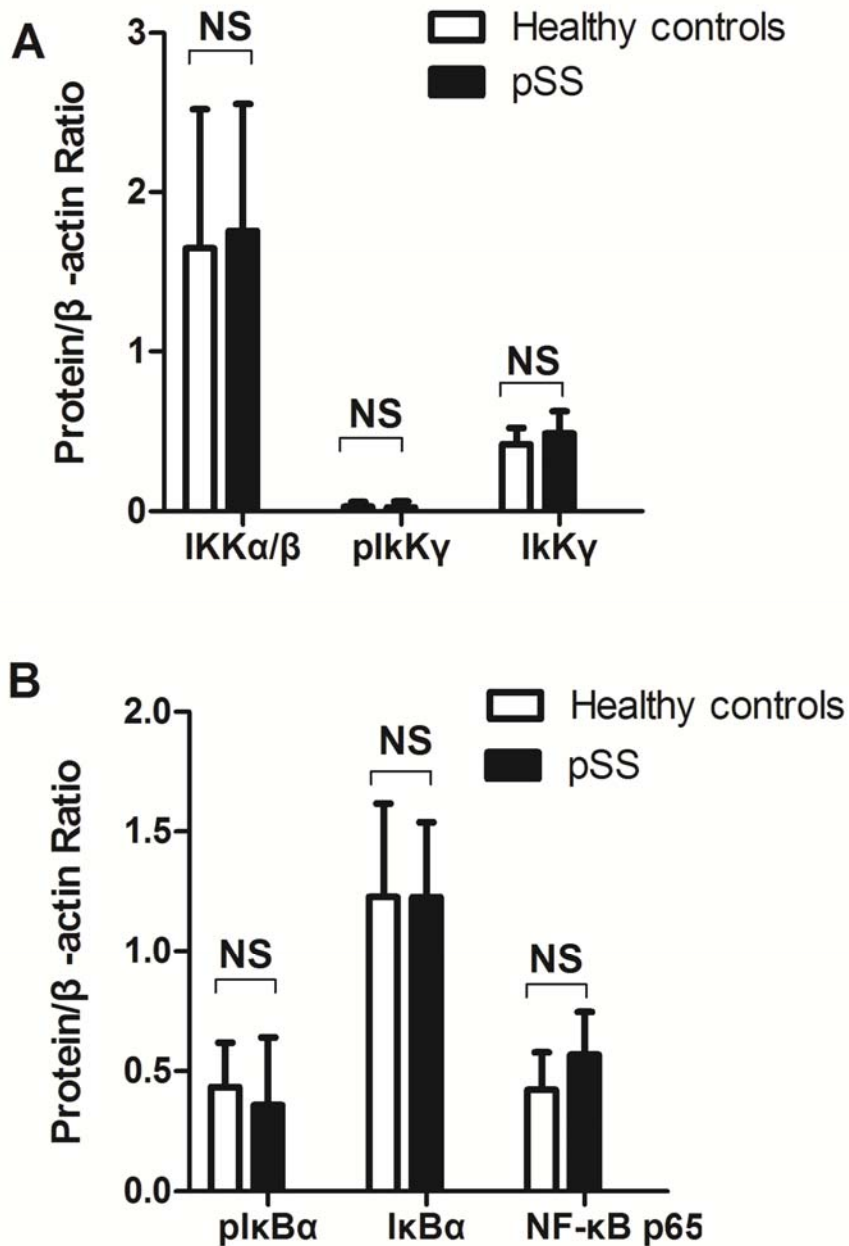 A
3
NS
Healthy controls
pSS
2
1
0
Protein/β -actin Ratio
NS
NS
IKKα/β pIkKγ IkKγ
B
2.0
Healthy controls
pSS
NS
1.5
1.0
0.5
0.0
Protein/β -actin Ratio
NS
NS
pIκBα IκBα NF-κB p65